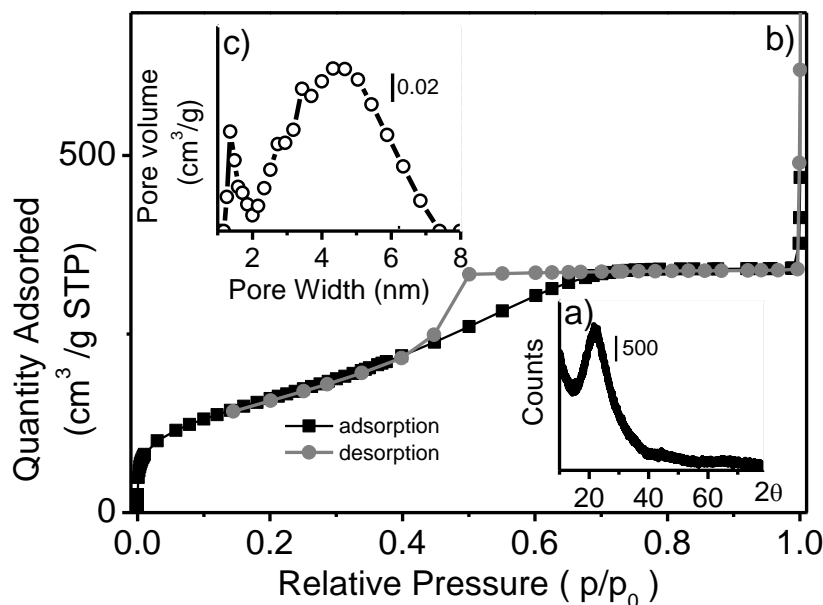 c)
b)
0.02
Pore volume
(cm³/g)
2
4
6
8
Pore Width (nm)
500
0
Quantity Adsorbed
(cm³ /g STP)
a)
500
Counts
20
40
60
2θ
adsorption
desorption
0.0
0.2
0.4
0.6
0.8
1.0
Relative Pressure ( p/p₀ )